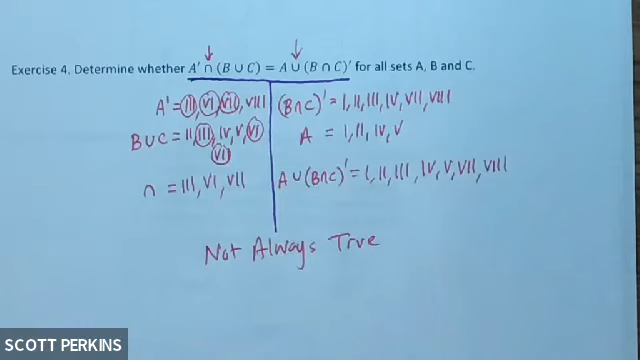 Exercise 4. Determine whether A′ ∩ (B ∪ C) = A ∪ (B ∩ C)′ for all sets A, B and C.
A' = III, VI, VII, VIII
B∪C = II, III, IV, V, VI
VII
∩ = III, VI, VII
(B∩C)' = I, II, III, IV, VII, VIII
A = I, II, IV, V
A∪(B∩C)' = I, II, III, IV, V, VII, VIII
Not Always True
SCOTT PERKINS